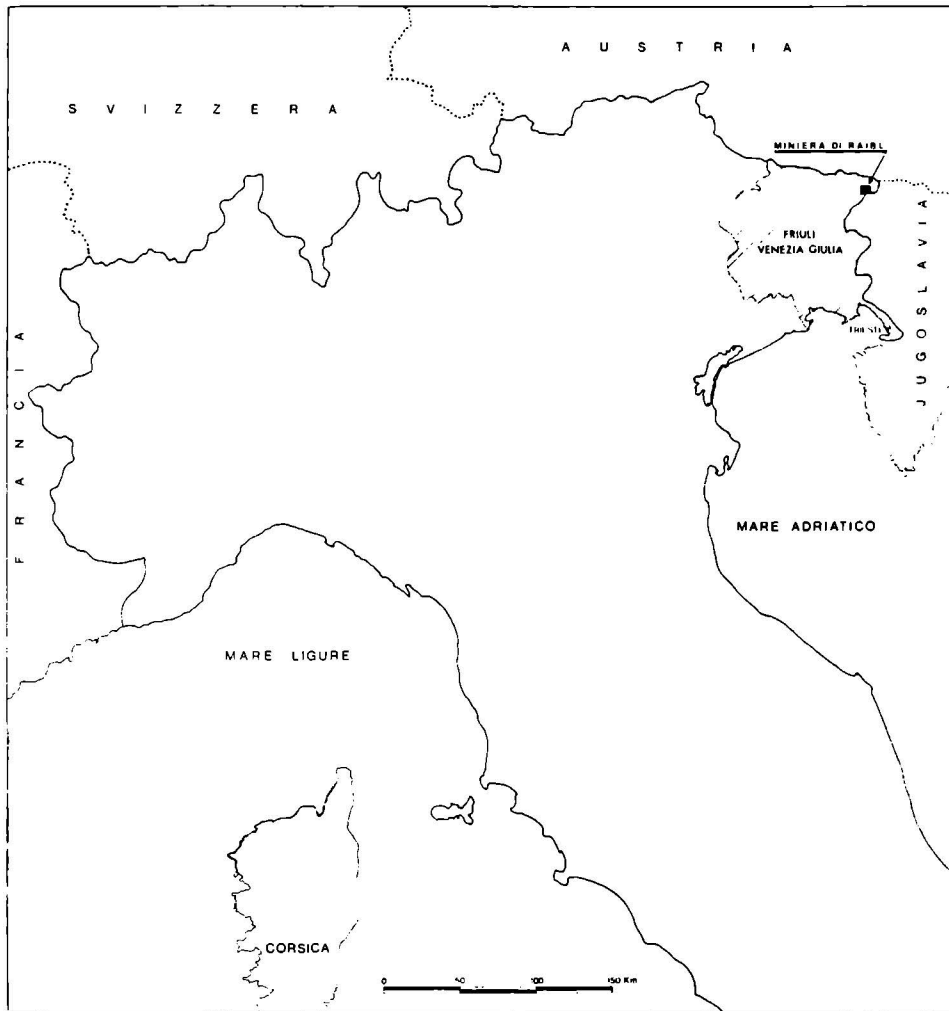 AUSTRIA
SVIZZERA
MINIERA DI RAIBL
FRIULI
VENEZIA GIULIA
TRIESTE
JUGOSLAVIA
FRANCIA
MARE ADRIATICO
MARE LIGURE
CORSICA
0 50 100 150 Km